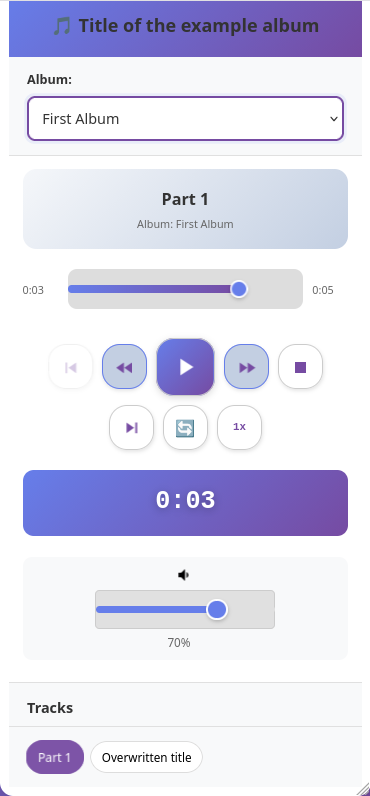 🎵 Title of the example album
Album:
First Album
Part 1
Album: First Album
0:03
0:05
1x
0:03
70%
Tracks
Part 1
Overwritten title